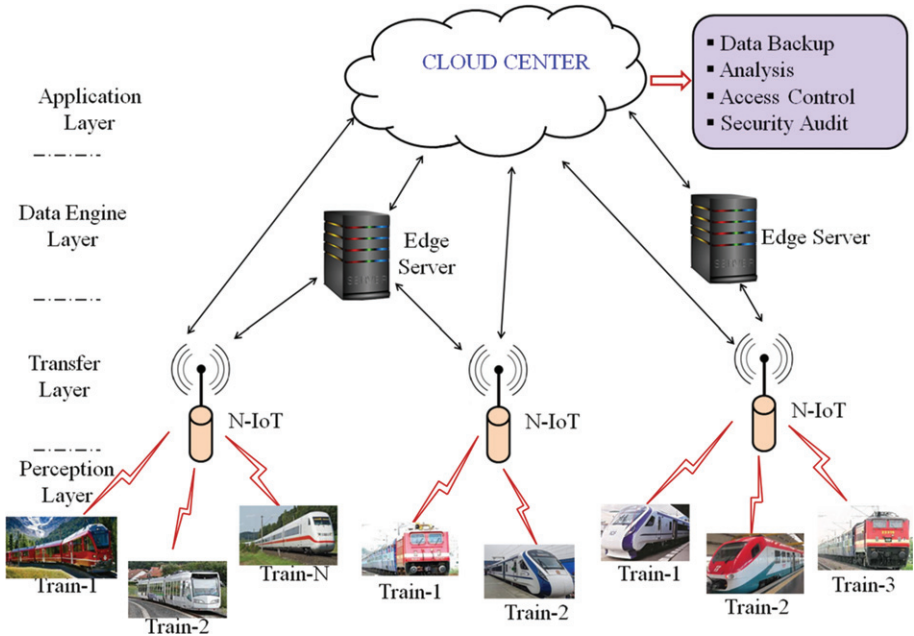 CLOUD CENTER
▪ Data Backup
▪ Analysis
▪ Access Control
▪ Security Audit
Application
Layer
Data Engine
Layer
Edge
Server
Edge Server
Transfer
Layer
N-IoT
N-IoT
N-IoT
Perception
Layer
Train-1
Train-2
Train-N
Train-1
Train-2
Train-1
Train-2
Train-3